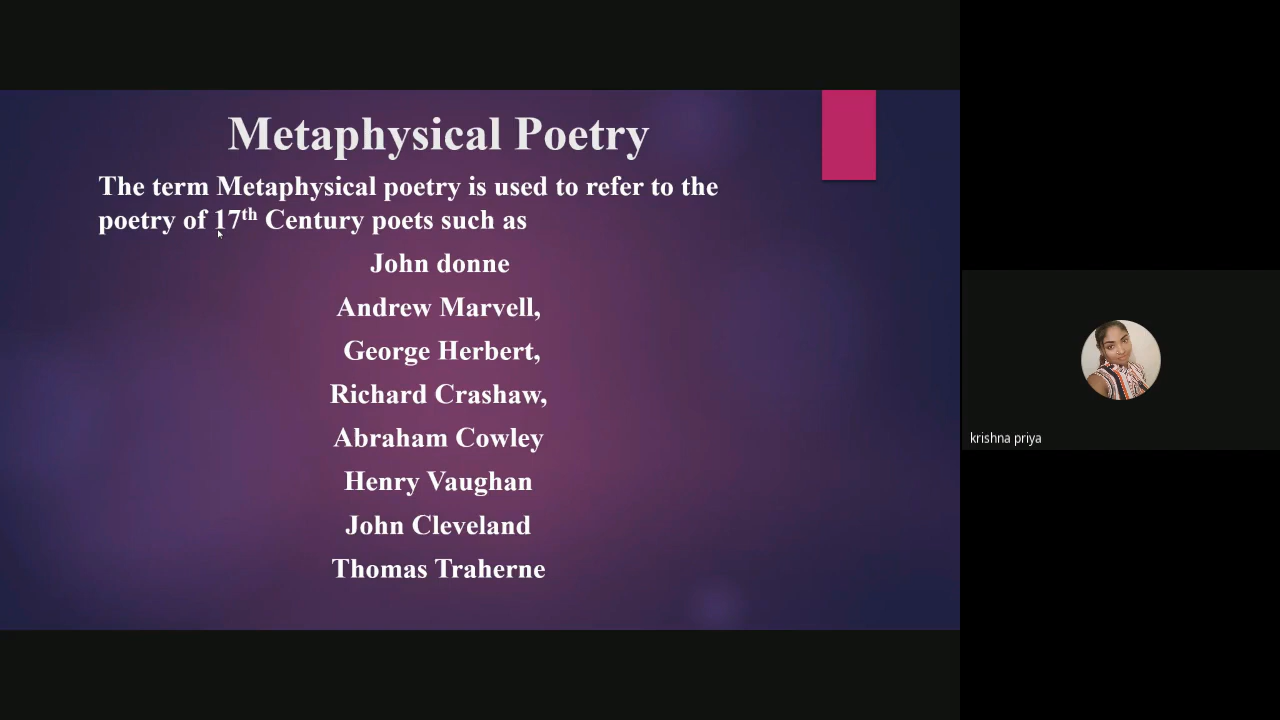 Metaphysical Poetry
The term Metaphysical poetry is used to refer to the
poetry of 17th Century poets such as
John donne
Andrew Marvell,
George Herbert,
Richard Crashaw,
Abraham Cowley
Henry Vaughan
John Cleveland
Thomas Traherne
krishna priya